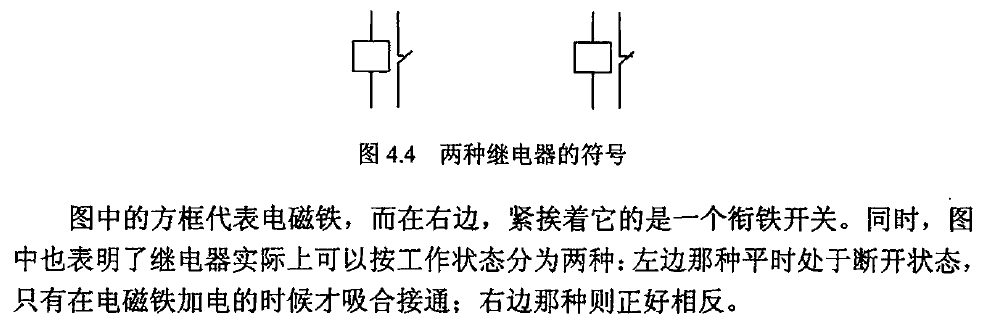 图 4.4 两种继电器的符号
图中的方框代表电磁铁，而在右边，紧挨着它的是一个衔铁开关。同时，图
中也表明了继电器实际上可以按工作状态分为两种：左边那种平时处于断开状态，
只有在电磁铁加电的时候才吸合接通；右边那种则正好相反。